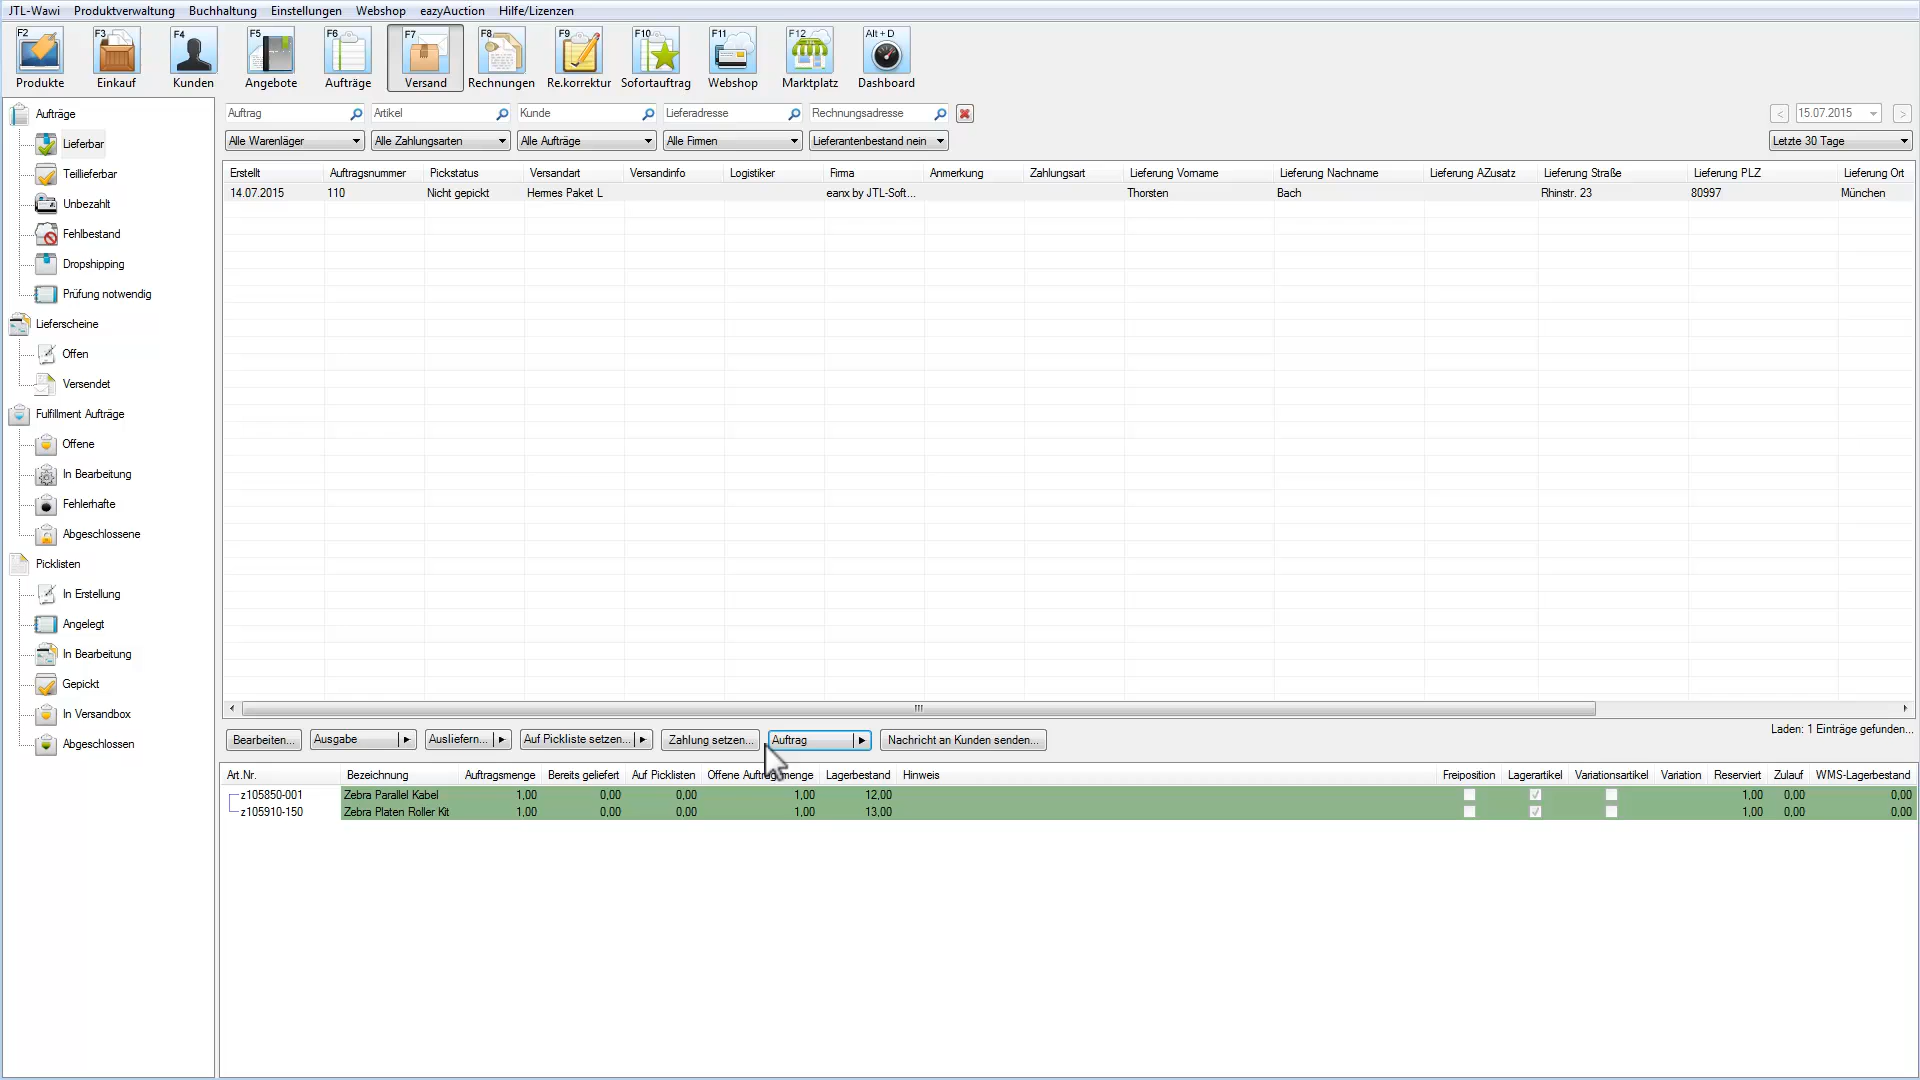 JTL-Wawi Produktverwaltung Buchhaltung Einstellungen Webshop eazyAuction Hilfe/Lizenzen
F2 F3 F4 F5 F6 F7 F8 F9 F10 F11 F12 Alt + D
Produkte Einkauf Kunden Angebote Aufträge Versand Rechnungen Re.korrektur Sofortauftrag Webshop Marktplatz Dashboard
Aufträge
Lieferbar
Teillieferbar
Unbezahlt
Fehlbestand
Dropshipping
Prüfung notwendig
Lieferscheine
Offen
Versendet
Fulfillment Aufträge
Offene
In Bearbeitung
Fehlerhafte
Abgeschlossene
Picklisten
In Erstellung
Angelegt
In Bearbeitung
Gepickt
In Versandbox
Abgeschlossen
Auftrag Artikel Kunde Lieferadresse Rechnungsadresse < 15.07.2015 >
Alle Warenläger Alle Zahlungsarten Alle Aufträge Alle Firmen Lieferantenbestand nein Letzte 30 Tage
Erstellt Auftragsnummer Pickstatus Versandart Versandinfo Logistiker Firma Anmerkung Zahlungsart Lieferung Vorname Lieferung Nachname Lieferung AZusatz Lieferung Straße Lieferung PLZ Lieferung Ort
14.07.2015 110 Nicht gepickt Hermes Paket L eanx by JTL-Soft... Thorsten Bach Rhinstr. 23 80997 München
Laden: 1 Einträge gefunden...
Bearbeiten... Ausgabe Ausliefern... Auf Pickliste setzen... Zahlung setzen... Auftrag Nachricht an Kunden senden...
Art.Nr. Bezeichnung Auftragsmenge Bereits geliefert Auf Picklisten Offene Auftragsmenge Lagerbestand Hinweis Freiposition Lagerartikel Variationsartikel Variation Reserviert Zulauf WMS-Lagerbestand
z105850-001 Zebra Parallel Kabel 1,00 0,00 0,00 1,00 12,00 1,00 0,00 0,00
z105910-150 Zebra Platen Roller Kit 1,00 0,00 0,00 1,00 13,00 1,00 0,00 0,00